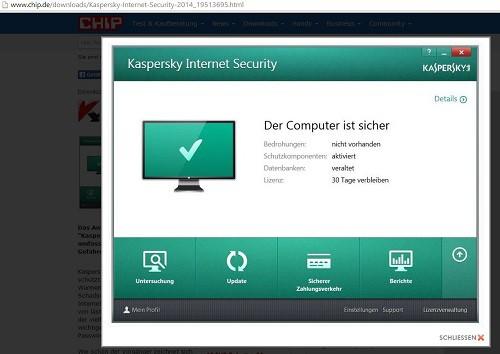 www.chip.de/downloads/Kaspersky-Internet-Security-2014_19513695.html
CHIP
Test & Kaufberatung
News
Downloads
Handy
Business
Community
Kaspersky Internet Security
KASPERSKY
Details
Der Computer ist sicher
Bedrohungen: nicht vorhanden
Schutzkomponenten: aktiviert
Datenbanken: veraltet
Lizenz: 30 Tage verbleiben
Untersuchung
Update
Sicherer
Zahlungsverkehr
Berichte
Mein Profil
Einstellungen Support Lizenzverwaltung
SCHLIESSEN